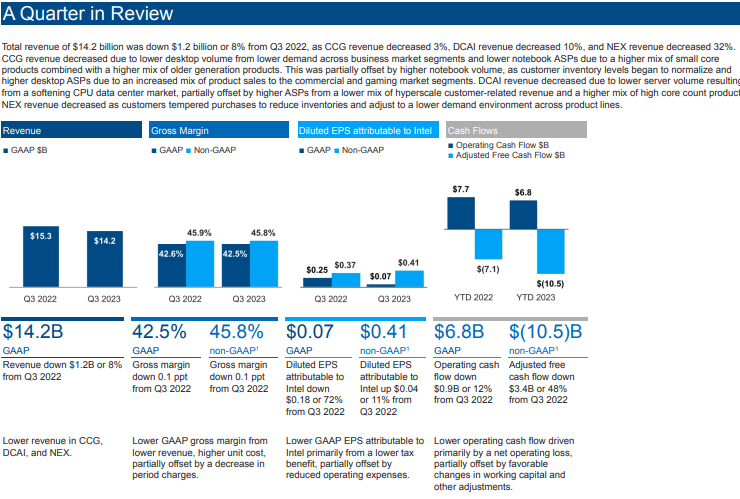 A Quarter in Review
Total revenue of $14.2 billion was down $1.2 billion or 8% from Q3 2022, as CCG revenue decreased 3%, DCAI revenue decreased 10%, and NEX revenue decreased 32%.
CCG revenue decreased due to lower desktop volume from lower demand across business market segments and lower notebook ASPs due to a higher mix of small core
products combined with a higher mix of older generation products. This was partially offset by higher notebook volume, as customer inventory levels began to normalize and
higher desktop ASPs due to an increased mix of product sales to the commercial and gaming market segments. DCAI revenue decreased due to lower server volume resulting
from a softening CPU data center market, partially offset by higher ASPs from a lower mix of hyperscale customer-related revenue and a higher mix of high core count product
NEX revenue decreased as customers tempered purchases to reduce inventories and adjust to a lower demand environment across product lines.
Revenue
Gross Margin
Diluted EPS attributable to Intel
Cash Flows
GAAP $B
GAAP Non-GAAP
GAAP Non-GAAP
Operating Cash Flow $B
Adjusted Free Cash Flow $B
$15.3
$14.2
Q3 2022
Q3 2023
42.6%
45.9%
42.5%
45.8%
Q3 2022
Q3 2023
$0.25
$0.37
$0.07
$0.41
Q3 2022
Q3 2023
$7.7
$(7.1)
$6.8
$(10.5)
YTD 2022
YTD 2023
$14.2B
GAAP
Revenue down $1.2B or 8%
from Q3 2022
Lower revenue in CCG,
DCAI, and NEX.
42.5%
GAAP
Gross margin
down 0.1 ppt
from Q3 2022
45.8%
non-GAAP¹
Gross margin
down 0.1 ppt
from Q3 2022
Lower GAAP gross margin from
lower revenue, higher unit cost,
partially offset by a decrease in
period charges.
$0.07
GAAP
Diluted EPS
attributable to
Intel down
$0.18 or 72%
from Q3 2022
$0.41
non-GAAP¹
Diluted EPS
attributable to
Intel up $0.04
or 11% from
Q3 2022
Lower GAAP EPS attributable to
Intel primarily from a lower tax
benefit, partially offset by
reduced operating expenses.
$6.8B
GAAP
Operating cash
flow down
$0.9B or 12%
from Q3 2022
$(10.5)B
non-GAAP¹
Adjusted free
cash flow down
$3.4B or 48%
from Q3 2022
Lower operating cash flow driven
primarily by a net operating loss,
partially offset by favorable
changes in working capital and
other adjustments.